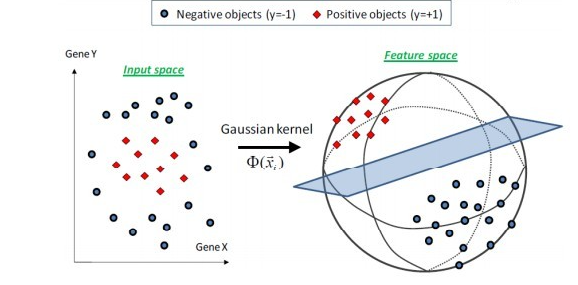 Negative objects (y=-1) Positive objects (y=+1)
Gene Y
Input space
Feature space
Gaussian kernel
Φ(x⃗ᵢ)
Gene X